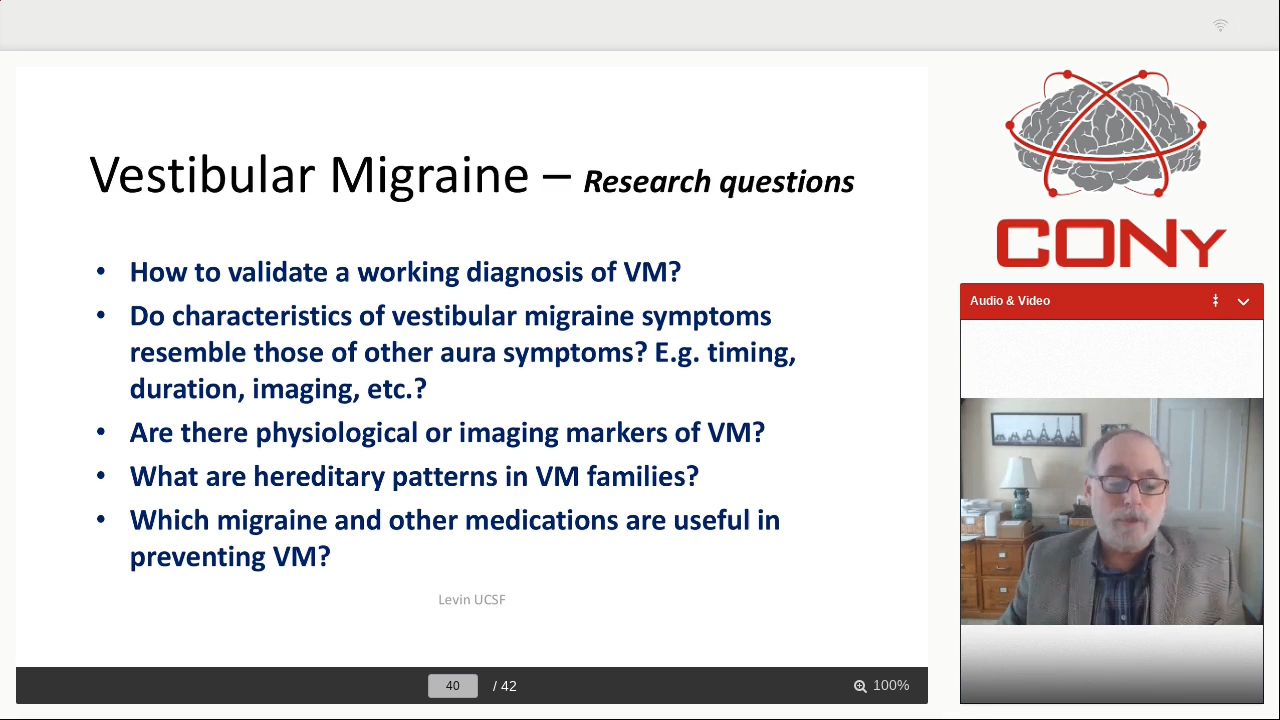 Vestibular Migraine – Research questions
• How to validate a working diagnosis of VM?
• Do characteristics of vestibular migraine symptoms
resemble those of other aura symptoms? E.g. timing,
duration, imaging, etc.?
• Are there physiological or imaging markers of VM?
• What are hereditary patterns in VM families?
• Which migraine and other medications are useful in
preventing VM?
Levin UCSF
40 / 42
100%
CONy
Audio & Video